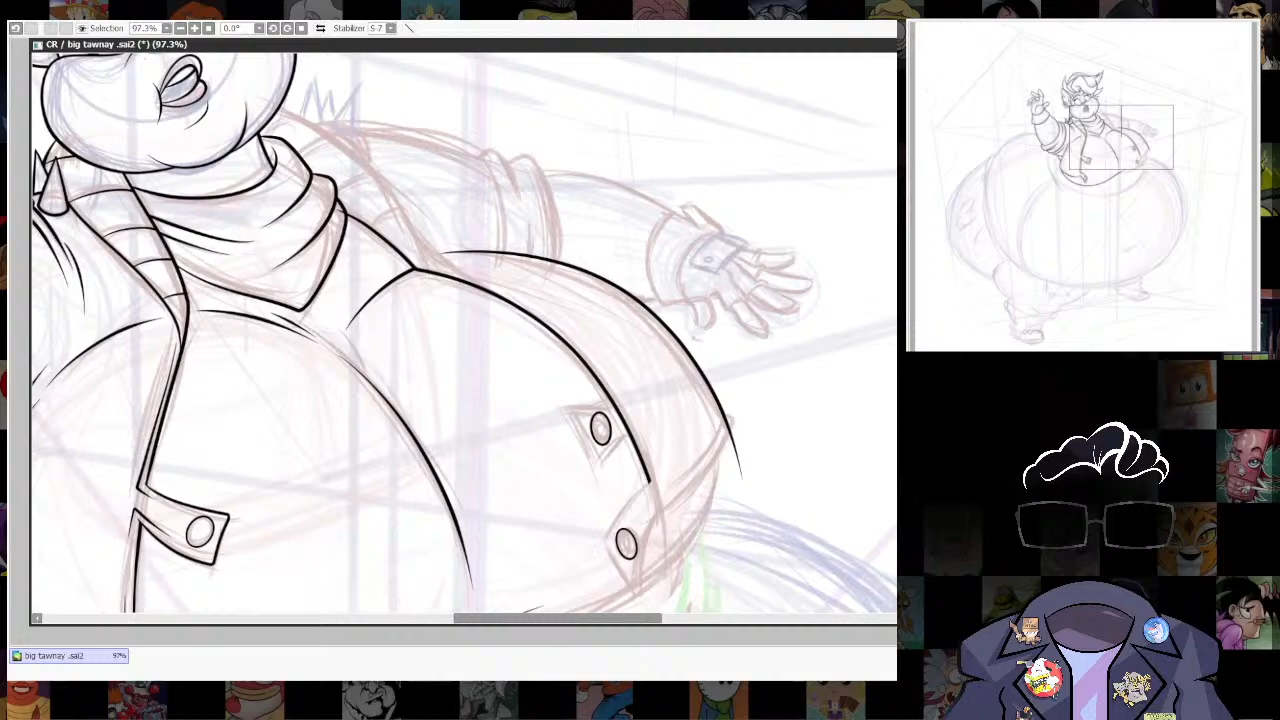 Selection 97.3% 0.0° Stabilizer S-7
CR / big tawnay .sai2 (*) (97.3%)
big tawnay .sai2 97%